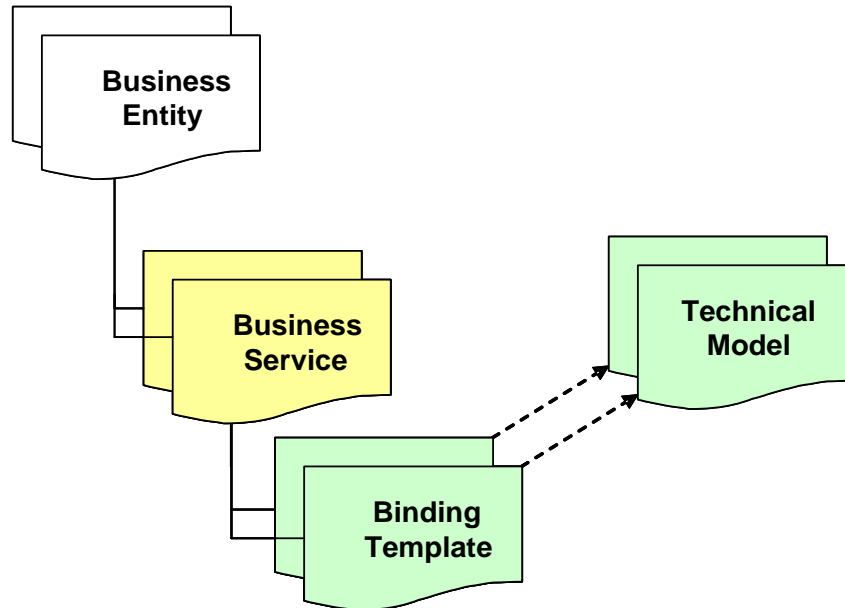 Business
Entity
Business
Service
Technical
Model
Binding
Template